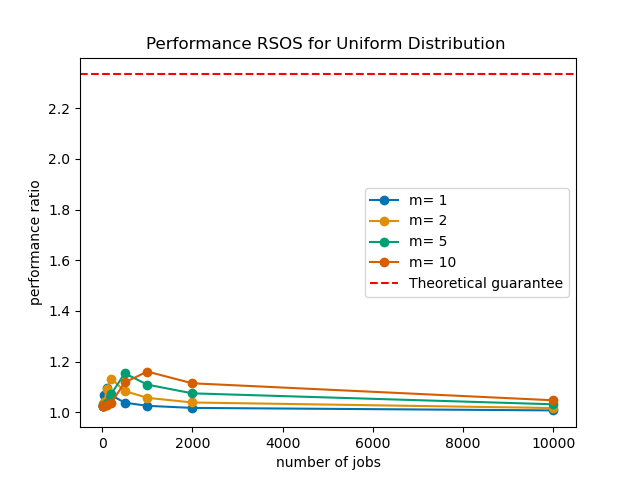 Performance RSOS for Uniform Distribution
performance ratio
2.2
2.0
1.8
1.6
1.4
1.2
1.0
m= 1
m= 2
m= 5
m= 10
Theoretical guarantee
0
2000
4000
6000
8000
10000
number of jobs